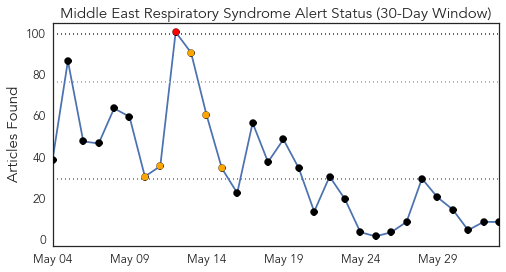 Middle East Respiratory Syndrome Alert Status (30-Day Window)
Articles Found
100
80
60
40
20
0
May 04 May 09 May 14 May 19 May 24 May 29